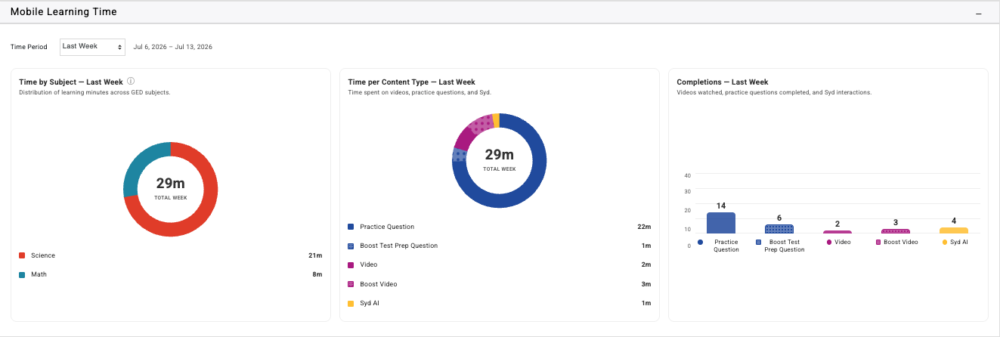 Mobile Learning Time
–
Time Period
Last Week
Jul 6, 2026 – Jul 13, 2026
Time by Subject — Last Week ⓘ
Distribution of learning minutes across GED subjects.
29m
TOTAL WEEK
Science 21m
Math 8m
Time per Content Type — Last Week
Time spent on videos, practice questions, and Syd.
29m
TOTAL WEEK
Practice Question 22m
Boost Test Prep Question 1m
Video 2m
Boost Video 3m
Syd AI 1m
Completions — Last Week
Videos watched, practice questions completed, and Syd interactions.
40
30
20
10
0
14
6
2
3
4
Practice
Question
Boost Test
Prep Question
Video
Boost Video
Syd AI